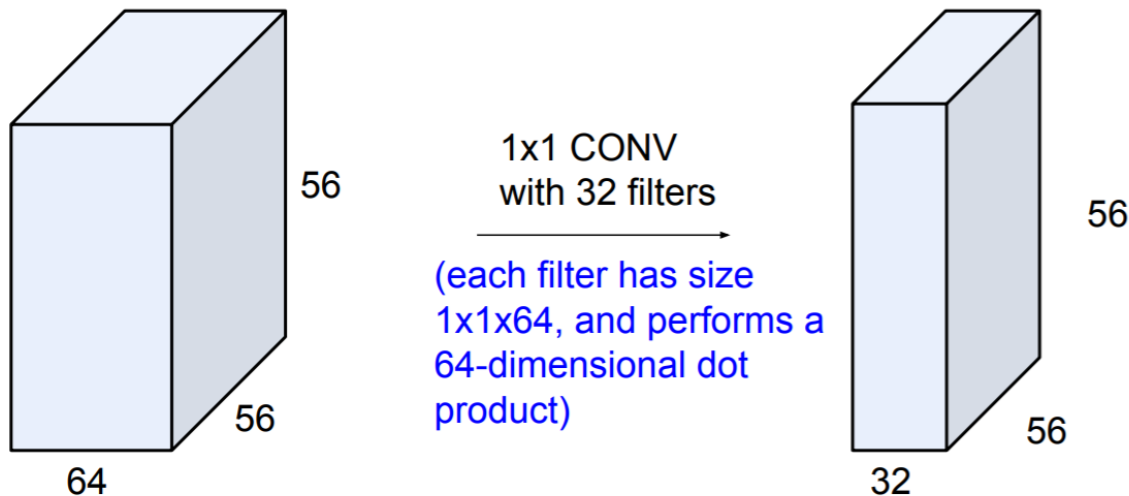 56
56
64
1x1 CONV
with 32 filters
(each filter has size
1x1x64, and performs a
64-dimensional dot
product)
56
56
32